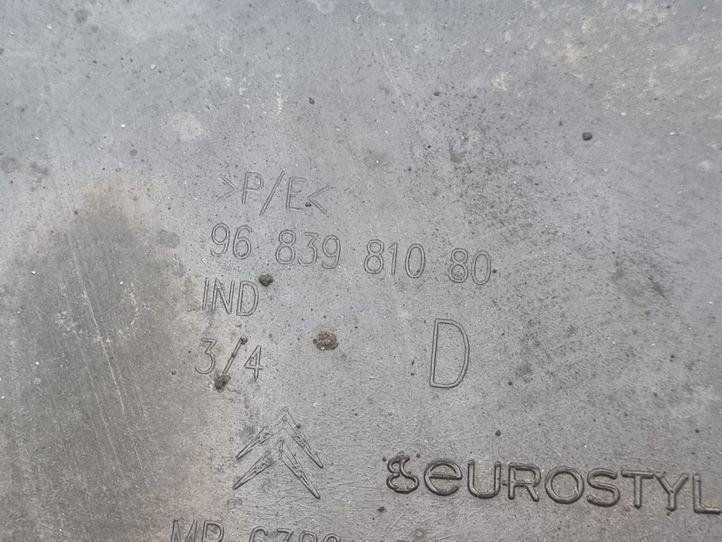 >P/E<
96 839 810 80
IND
3/4 D
eUROSTYL